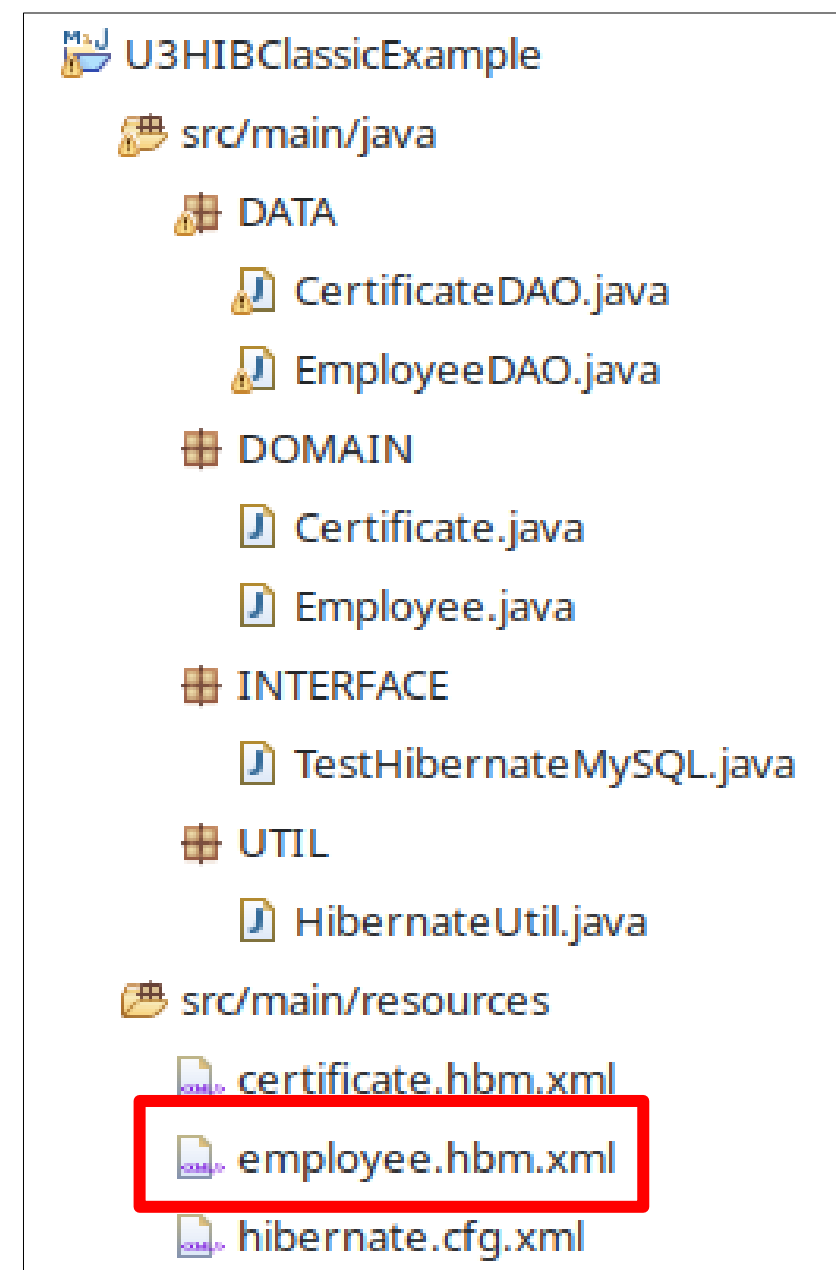 U3HIBClassicExample
src/main/java
DATA
CertificateDAO.java
EmployeeDAO.java
DOMAIN
Certificate.java
Employee.java
INTERFACE
TestHibernateMySQL.java
UTIL
HibernateUtil.java
src/main/resources
certificate.hbm.xml
employee.hbm.xml
hibernate.cfg.xml